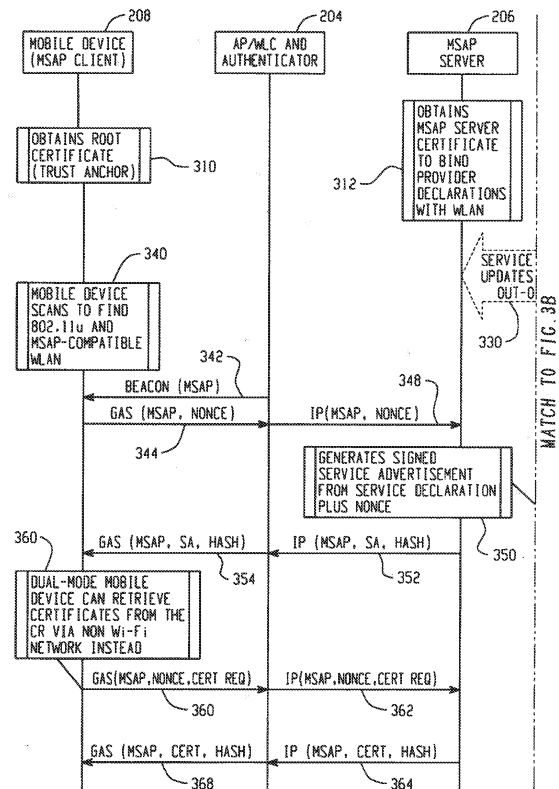 208
204
206
MOBILE DEVICE
(MSAP CLIENT)
AP/WLC AND
AUTHENTICATOR
MSAP
SERVER
OBTAINS ROOT
CERTIFICATE
(TRUST ANCHOR)
310
OBTAINS
MSAP SERVER
CERTIFICATE
TO BIND
PROVIDER
DECLARATIONS
WITH WLAN
312
SERVICE
UPDATES
OUT-O
330
340
MOBILE DEVICE
SCANS TO FIND
802.11u AND
MSAP-COMPATIBLE
WLAN
342
BEACON (MSAP)
348
GAS (MSAP, NONCE)
IP(MSAP, NONCE)
344
GENERATES SIGNED
SERVICE ADVERTISEMENT
FROM SERVICE DECLARATION
PLUS NONCE
350
GAS (MSAP, SA, HASH)
IP (MSAP, SA, HASH)
354
352
360
DUAL-MODE MOBILE
DEVICE CAN RETRIEVE
CERTIFICATES FROM THE
CR VIA NON Wi-Fi
NETWORK INSTEAD
GAS(MSAP,NONCE,CERT REQ)
IP(MSAP,NONCE,CERT REQ)
360
362
GAS (MSAP, CERT, HASH)
IP (MSAP, CERT, HASH)
368
364
MATCH TO FIG. 3B